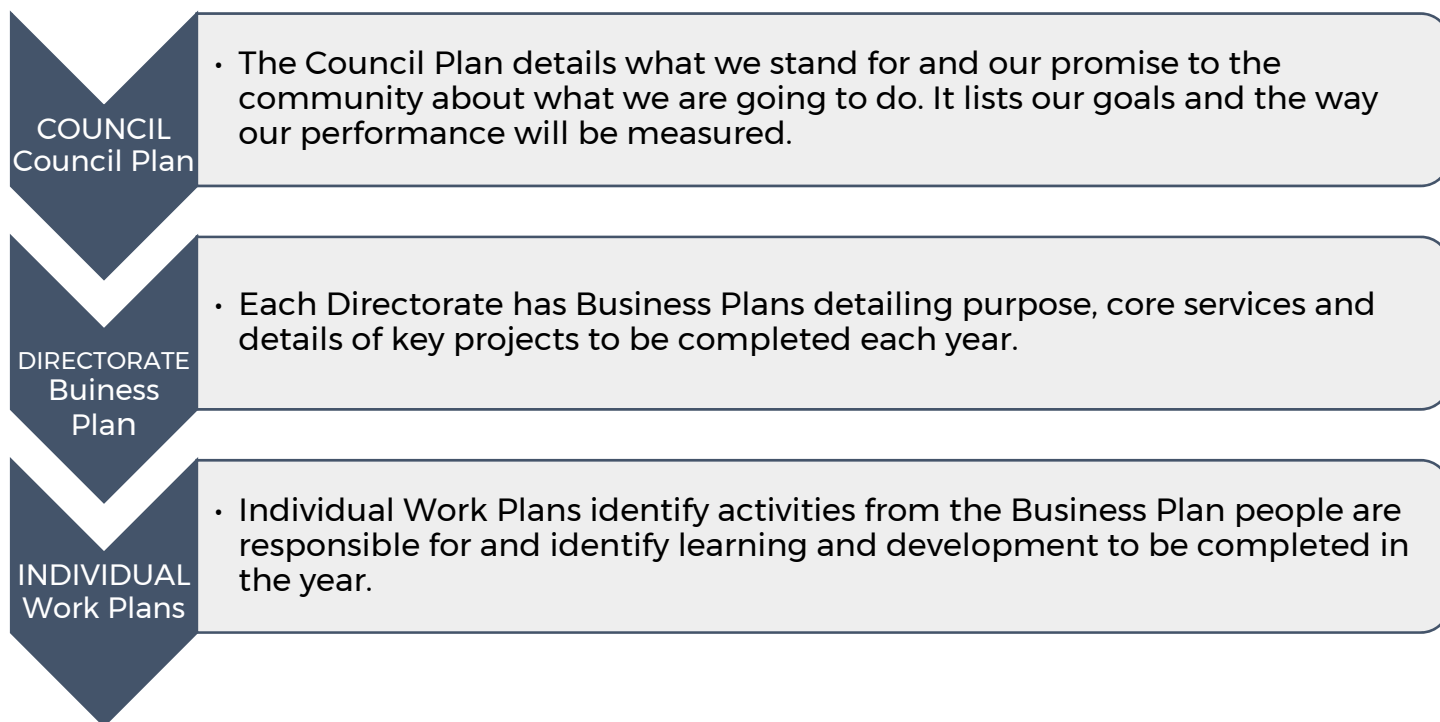 COUNCIL
Council Plan
• The Council Plan details what we stand for and our promise to the
community about what we are going to do. It lists our goals and the way
our performance will be measured.
DIRECTORATE
Buiness
Plan
• Each Directorate has Business Plans detailing purpose, core services and
details of key projects to be completed each year.
INDIVIDUAL
Work Plans
• Individual Work Plans identify activities from the Business Plan people are
responsible for and identify learning and development to be completed in
the year.